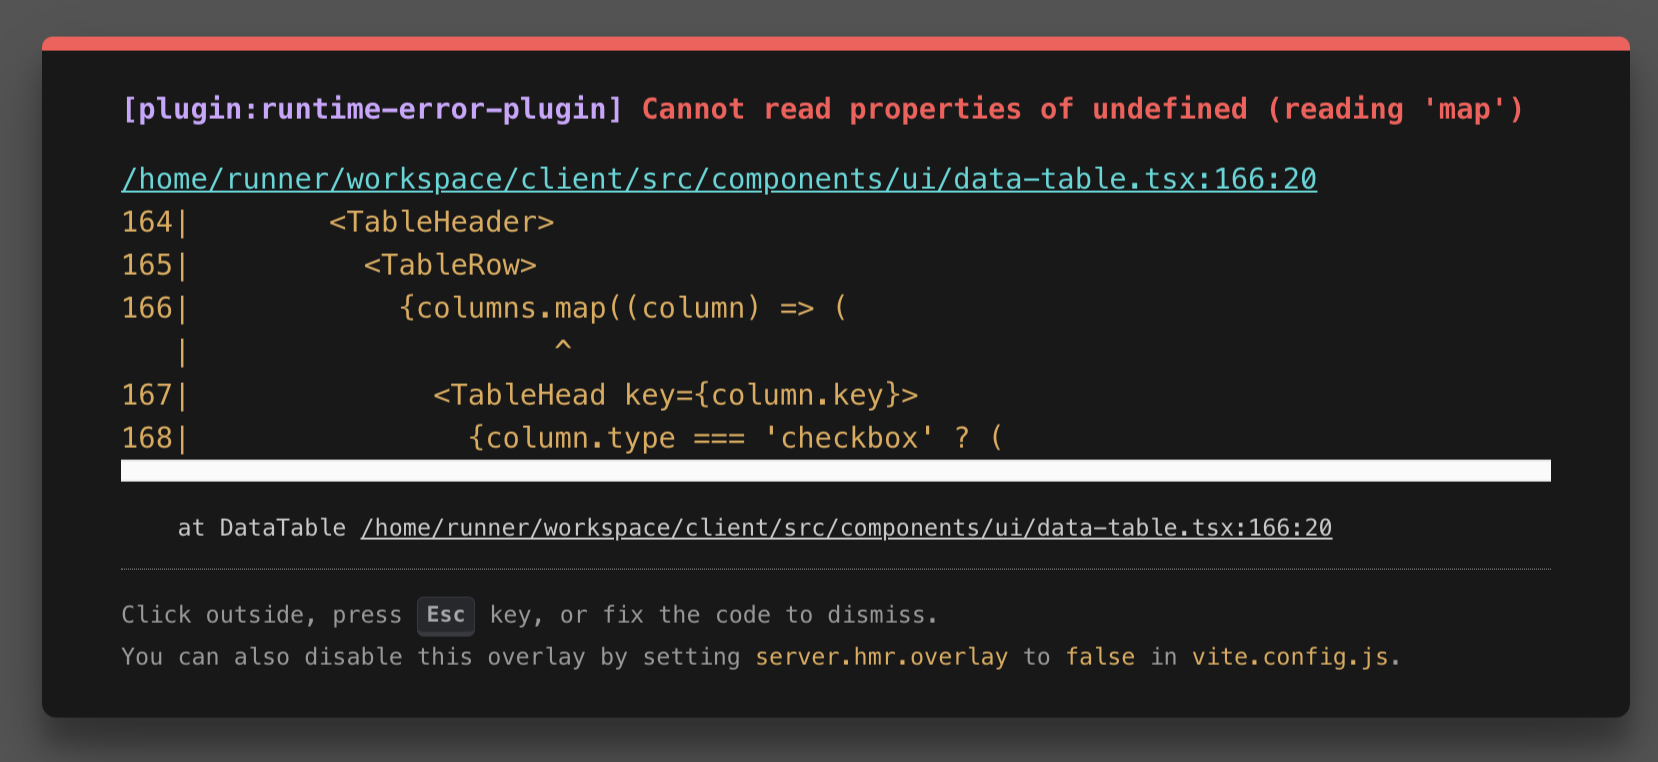 [plugin:runtime-error-plugin] Cannot read properties of undefined (reading 'map')
/home/runner/workspace/client/src/components/ui/data-table.tsx:166:20
164|        <TableHeader>
165|          <TableRow>
166|            {columns.map((column) => (
   |                     ^
167|              <TableHead key={column.key}>
168|                {column.type === 'checkbox' ? (
    at DataTable /home/runner/workspace/client/src/components/ui/data-table.tsx:166:20
Click outside, press Esc key, or fix the code to dismiss.
You can also disable this overlay by setting server.hmr.overlay to false in vite.config.js.